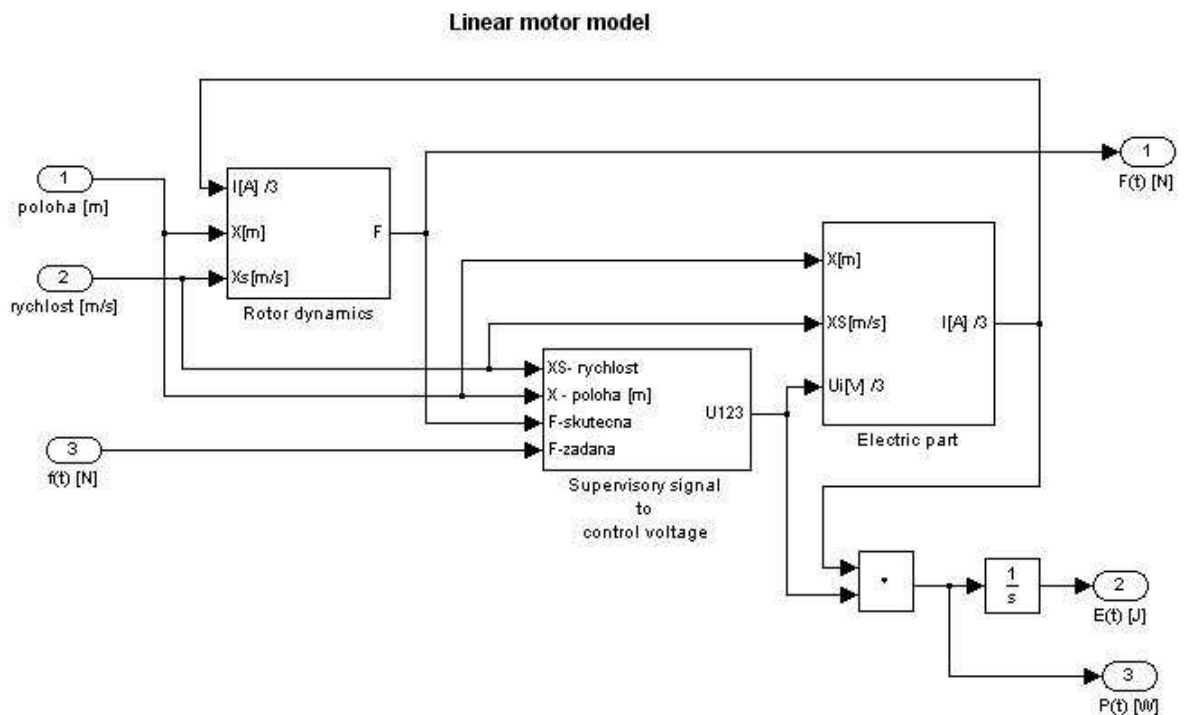 Linear motor model
1
poloha [m]
2
rychlost [m/s]
3
f(t) [N]
I[A] /3
X[m]
Xs[m/s]
F
Rotor dynamics
XS- rychlost
X - poloha [m]
F-skutecna
F-zadana
U123
Supervisory signal
to
control voltage
X[m]
XS[m/s]
Ui[V] /3
I[A] /3
Electric part
1
F(t) [N]
1
s
2
E(t) [J]
3
P(t) [W]